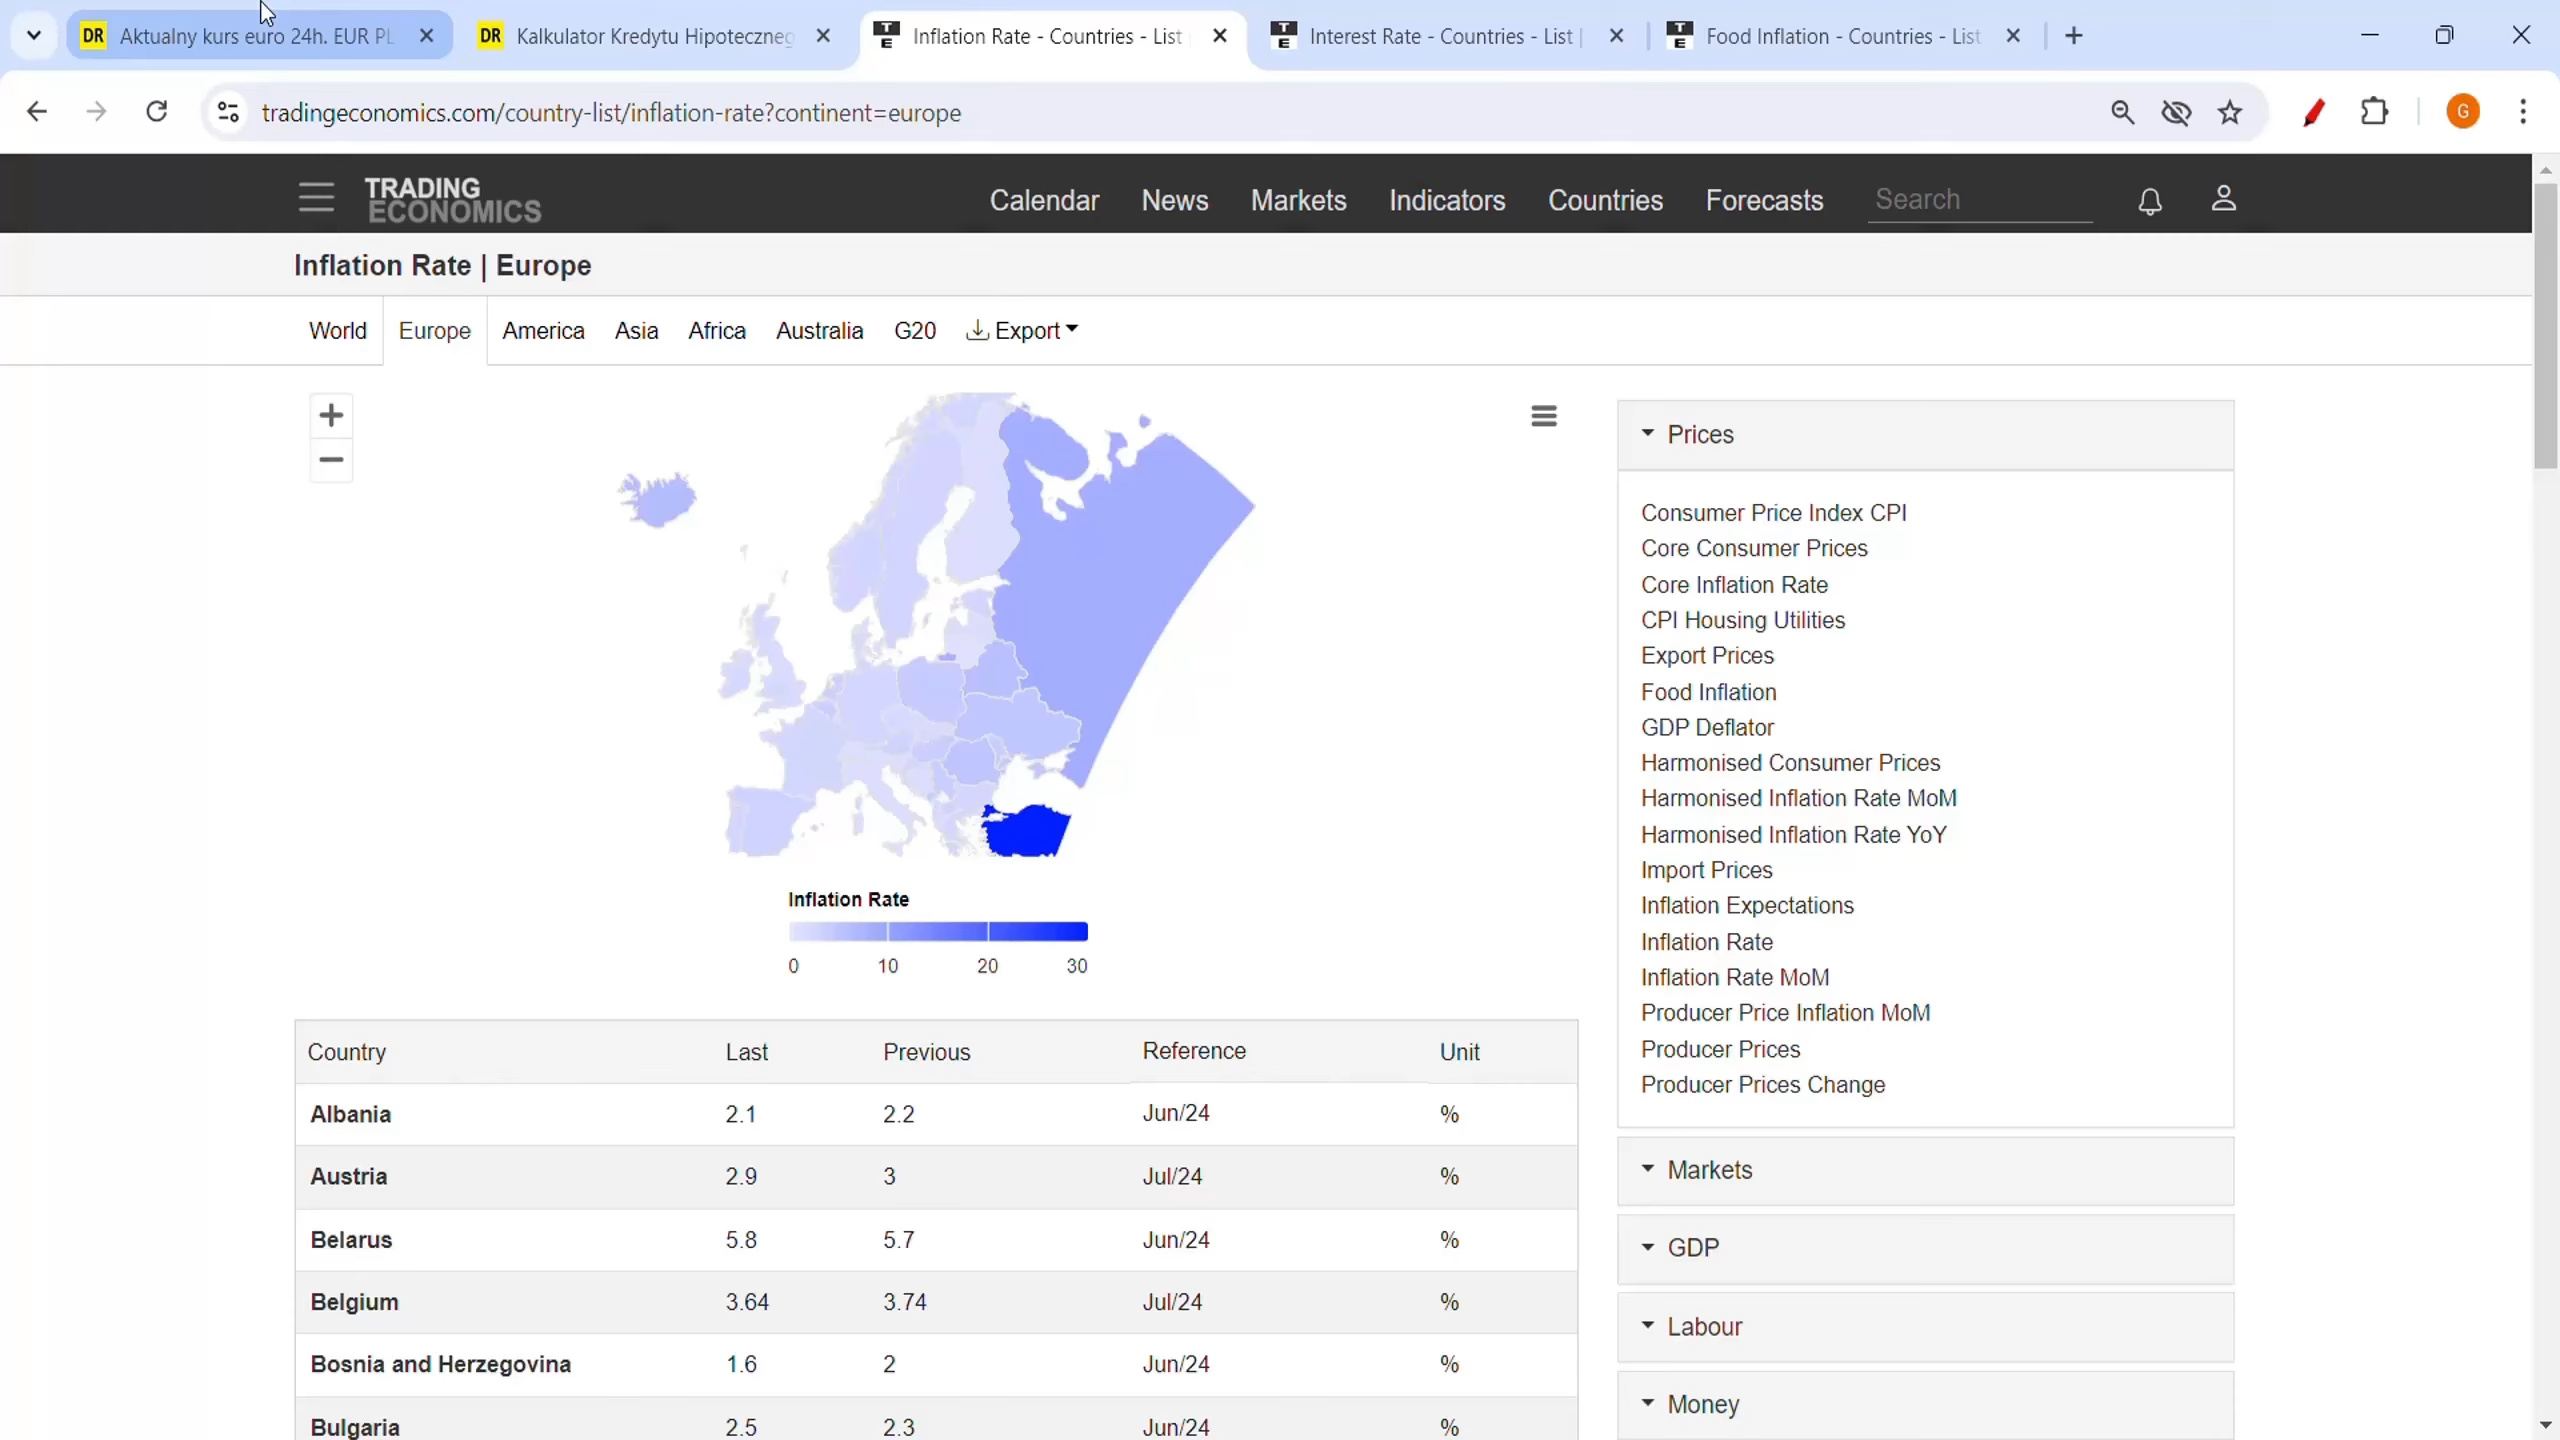 DR Aktualny kurs euro 24h. EUR PL
DR Kalkulator Kredytu Hipoteczneg
TE Inflation Rate - Countries - List
TE Interest Rate - Countries - List
TE Food Inflation - Countries - List
tradingeconomics.com/country-list/inflation-rate?continent=europe
G
TRADING
ECONOMICS
Calendar News Markets Indicators Countries Forecasts Search
Inflation Rate | Europe
World Europe America Asia Africa Australia G20 Export
+
−
Inflation Rate
0 10 20 30
Country Last Previous Reference Unit
Albania 2.1 2.2 Jun/24 %
Austria 2.9 3 Jul/24 %
Belarus 5.8 5.7 Jun/24 %
Belgium 3.64 3.74 Jul/24 %
Bosnia and Herzegovina 1.6 2 Jun/24 %
Bulgaria 2.5 2.3 Jun/24 %
Prices
Consumer Price Index CPI
Core Consumer Prices
Core Inflation Rate
CPI Housing Utilities
Export Prices
Food Inflation
GDP Deflator
Harmonised Consumer Prices
Harmonised Inflation Rate MoM
Harmonised Inflation Rate YoY
Import Prices
Inflation Expectations
Inflation Rate
Inflation Rate MoM
Producer Price Inflation MoM
Producer Prices
Producer Prices Change
Markets
GDP
Labour
Money